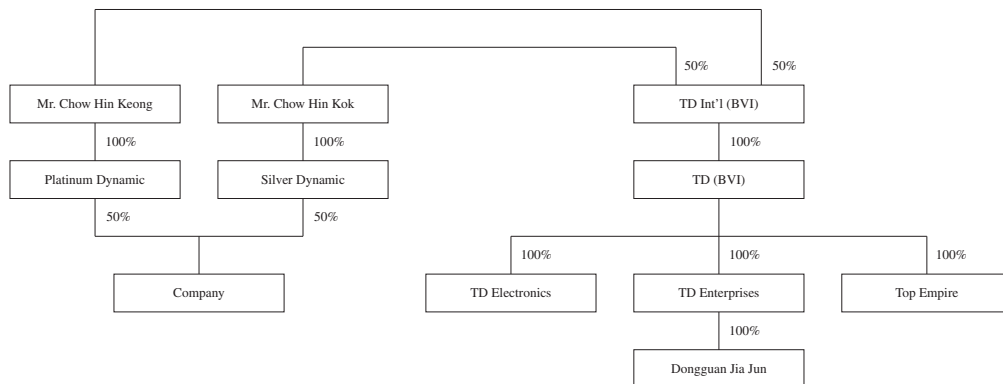 50%
50%
Mr. Chow Hin Keong
Mr. Chow Hin Kok
TD Int'l (BVI)
100%
100%
100%
Platinum Dynamic
Silver Dynamic
TD (BVI)
50%
50%
100%
100%
100%
Company
TD Electronics
TD Enterprises
Top Empire
100%
Dongguan Jia Jun